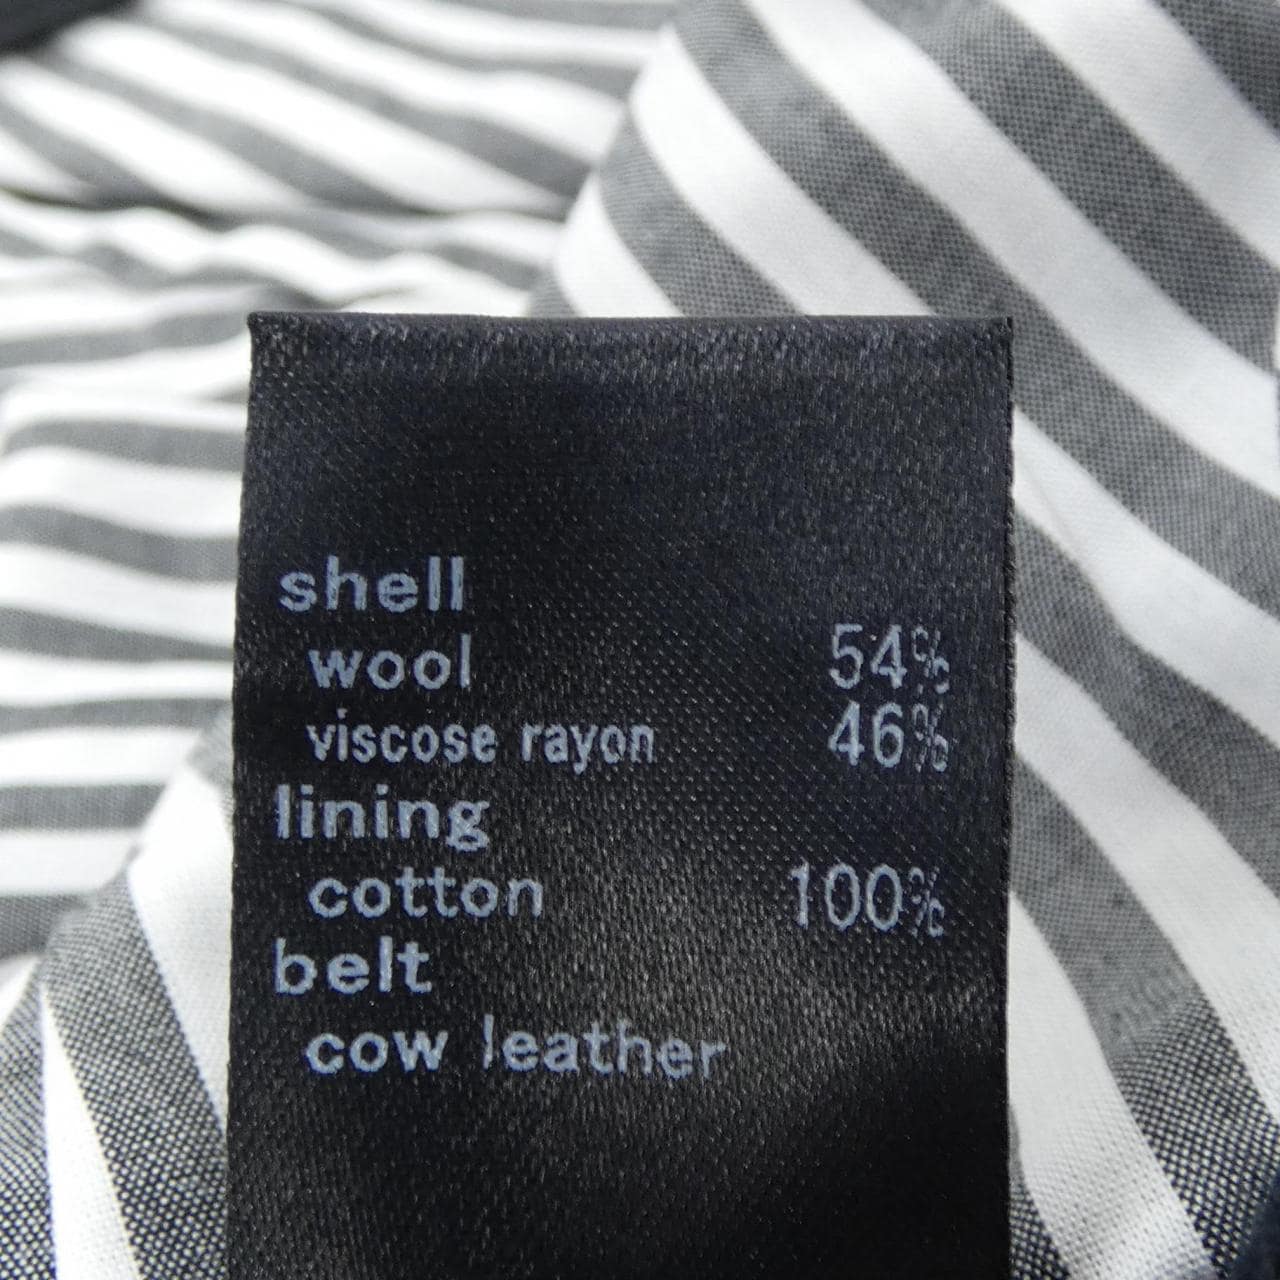 shell
wool 54%
viscose rayon 46%
lining
cotton 100%
belt
cow leather